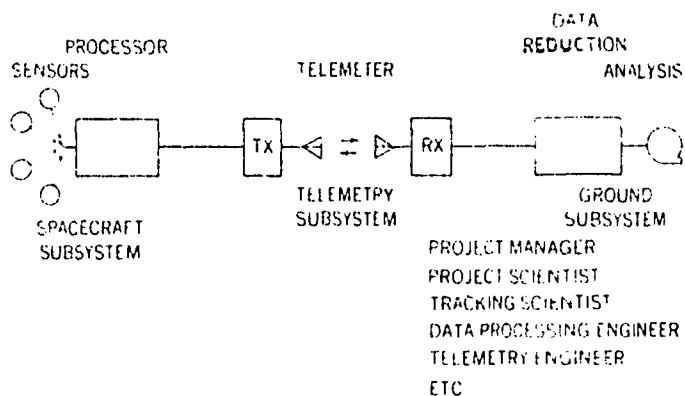 PROCESSOR
SENSORS
TELEMETER
DATA
REDUCTION
ANALYSIS
TX
RX
SPACECRAFT
SUBSYSTEM
TELEMETRY
SUBSYSTEM
GROUND
SUBSYSTEM
PROJECT MANAGER
PROJECT SCIENTIST
TRACKING SCIENTIST
DATA PROCESSING ENGINEER
TELEMETRY ENGINEER
ETC